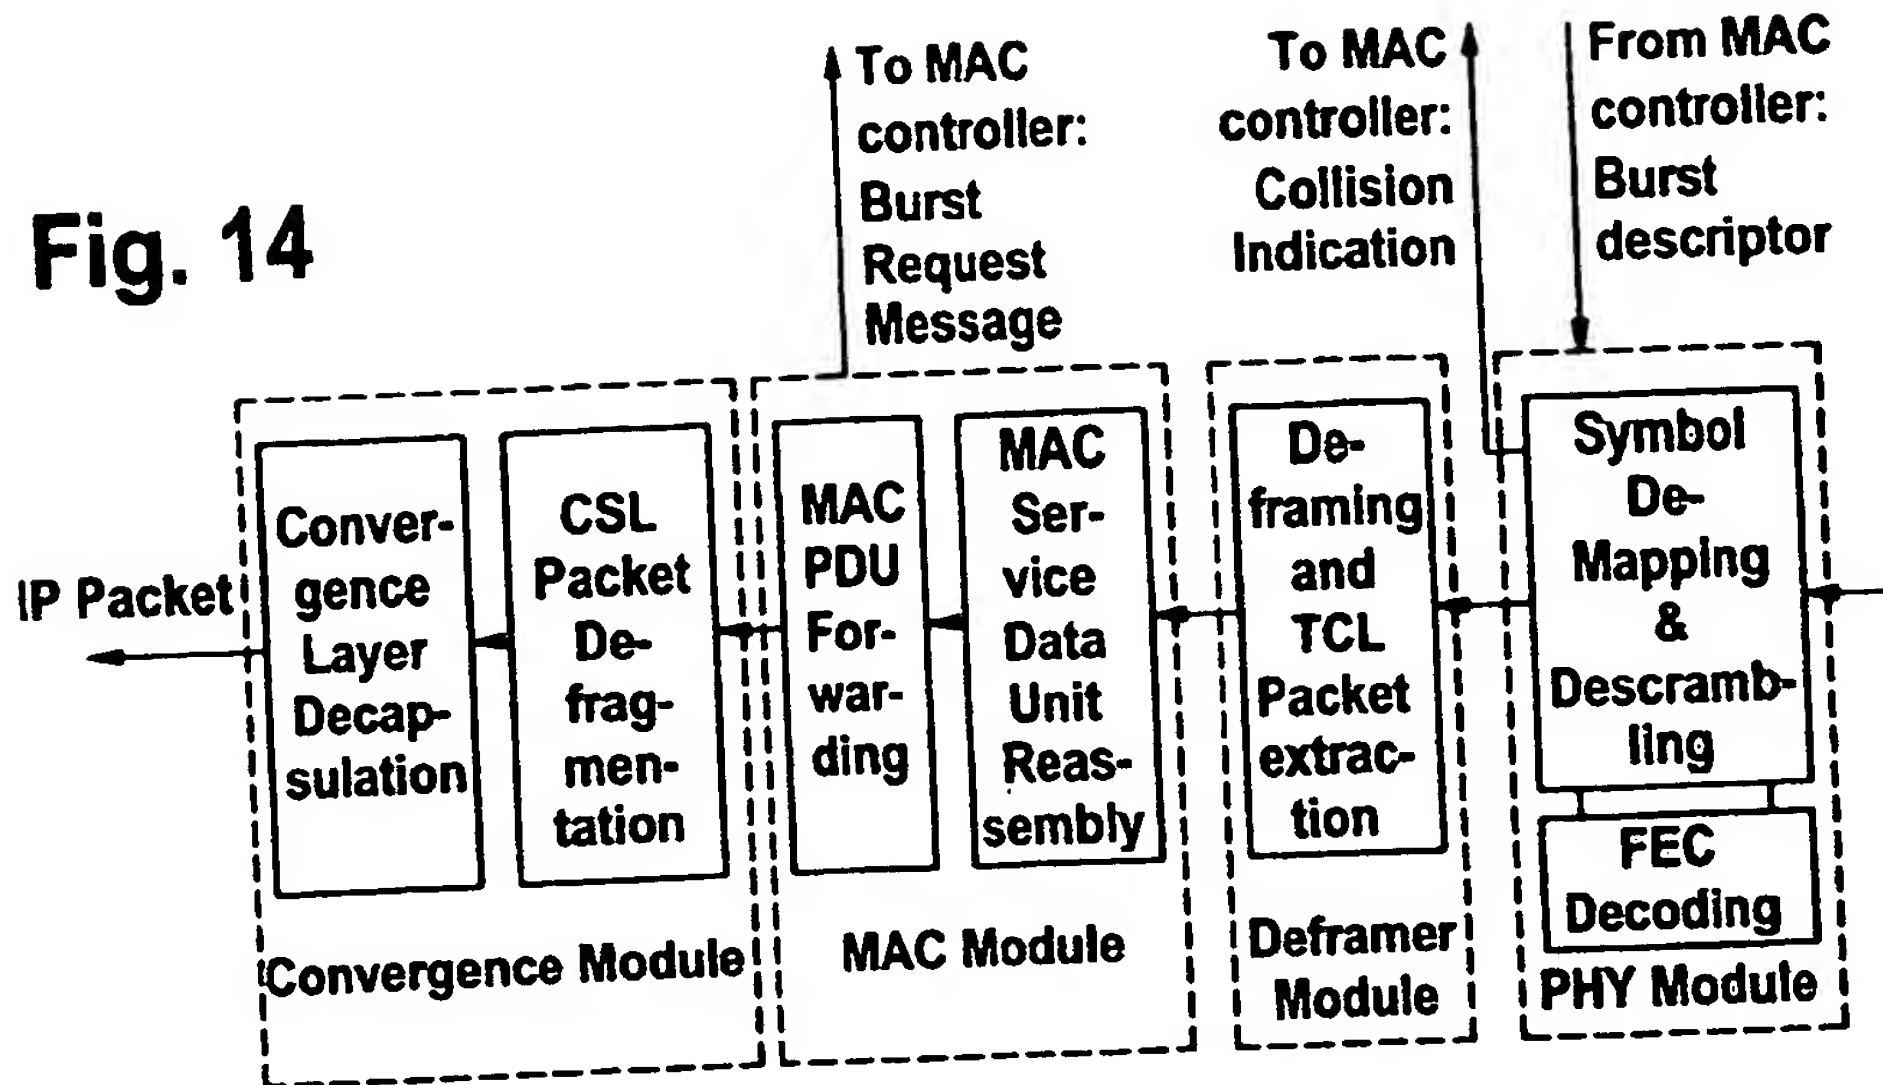 Fig. 14
To MAC
controller:
Burst
Request
Message
To MAC
controller:
Collision
Indication
From MAC
controller:
Burst
descriptor
IP Packet
Conver-
gence
Layer
Decap-
sulation
CSL
Packet
De-
frag-
men-
tation
Convergence Module
MAC
PDU
For-
war-
ding
MAC
Ser-
vice
Data
Unit
Reas-
sembly
MAC Module
De-
framing
and
TCL
Packet
extrac-
tion
Deframer
Module
Symbol
De-
Mapping
&
Descramb-
ling
FEC
Decoding
PHY Module